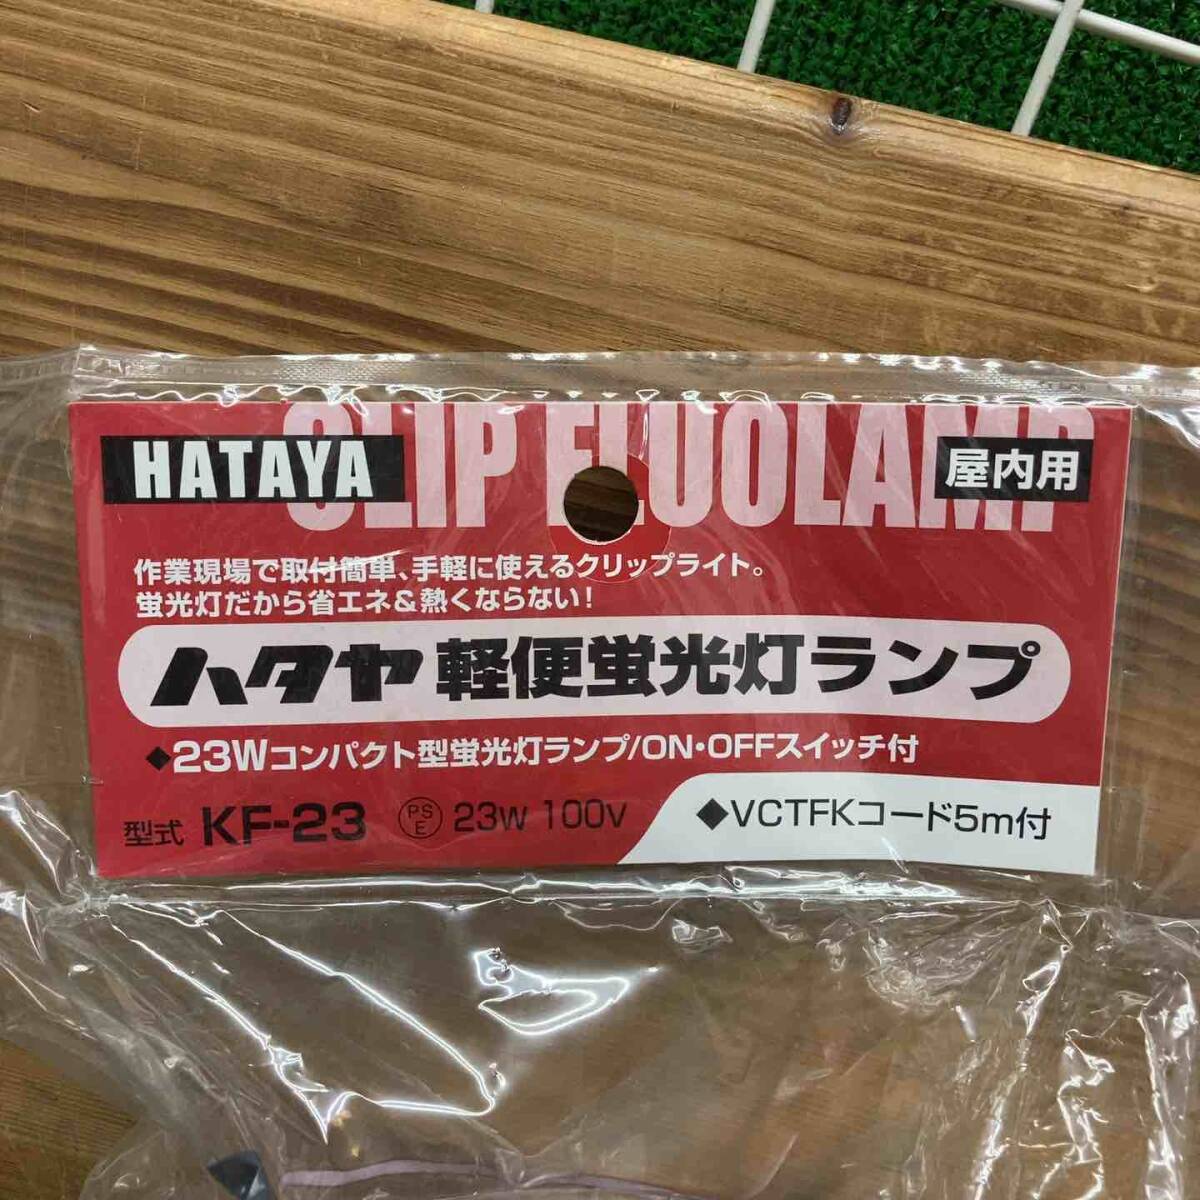 CLIP FLUOLAMP
HATAYA
屋内用
作業現場で取付簡単、手軽に使えるクリップライト。
蛍光灯だから省エネ＆熱くならない！
ハタヤ 軽便蛍光灯ランプ
◆23Wコンパクト型蛍光灯ランプ/ON・OFFスイッチ付
型式 KF-23 PSE 23W 100V
◆VCTFKコード5m付